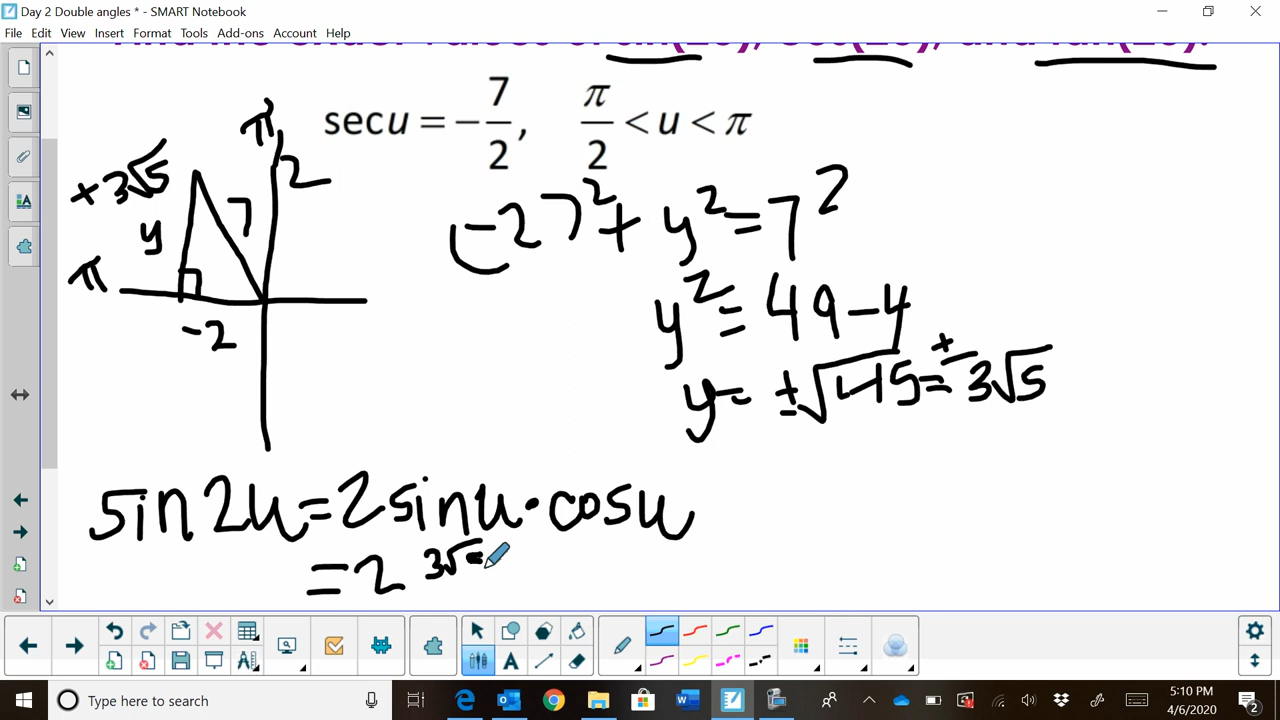 Day 2 Double angles * - SMART Notebook
File Edit View Insert Format Tools Add-ons Account Help
sec u = -7/2, π/2 < u < π
π/2
+3√5
7
y
π
-2
(-2)² + y² = 7²
y² = 49 - 4
y = ±√45 = ±3√5
sin 2u = 2 sin u · cos u
= 2 3√
Type here to search
5:10 PM
4/6/2020
2